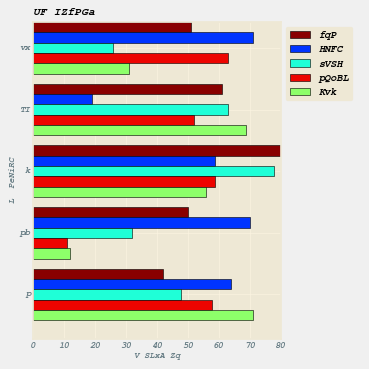 UF IZfPGa
fqP
HNFC
sVSH
pQoBL
Rvk
vx
TI
k
pb
p
L PeNiRC
0 10 20 30 40 50 60 70 80
V SLxA Zq